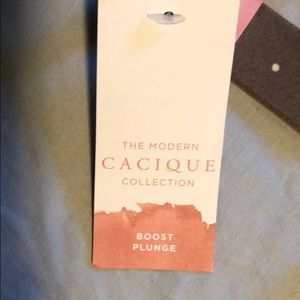 THE MODERN
CACIQUE
COLLECTION
BOOST
PLUNGE